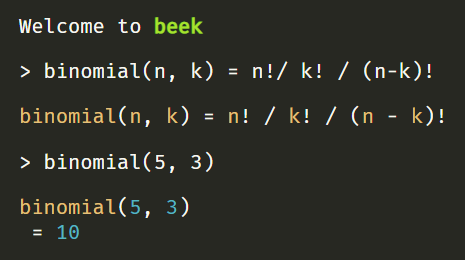 Welcome to beek
> binomial(n, k) = n!/ k! / (n-k)!
binomial(n, k) = n! / k! / (n - k)!
> binomial(5, 3)
binomial(5, 3)
= 10